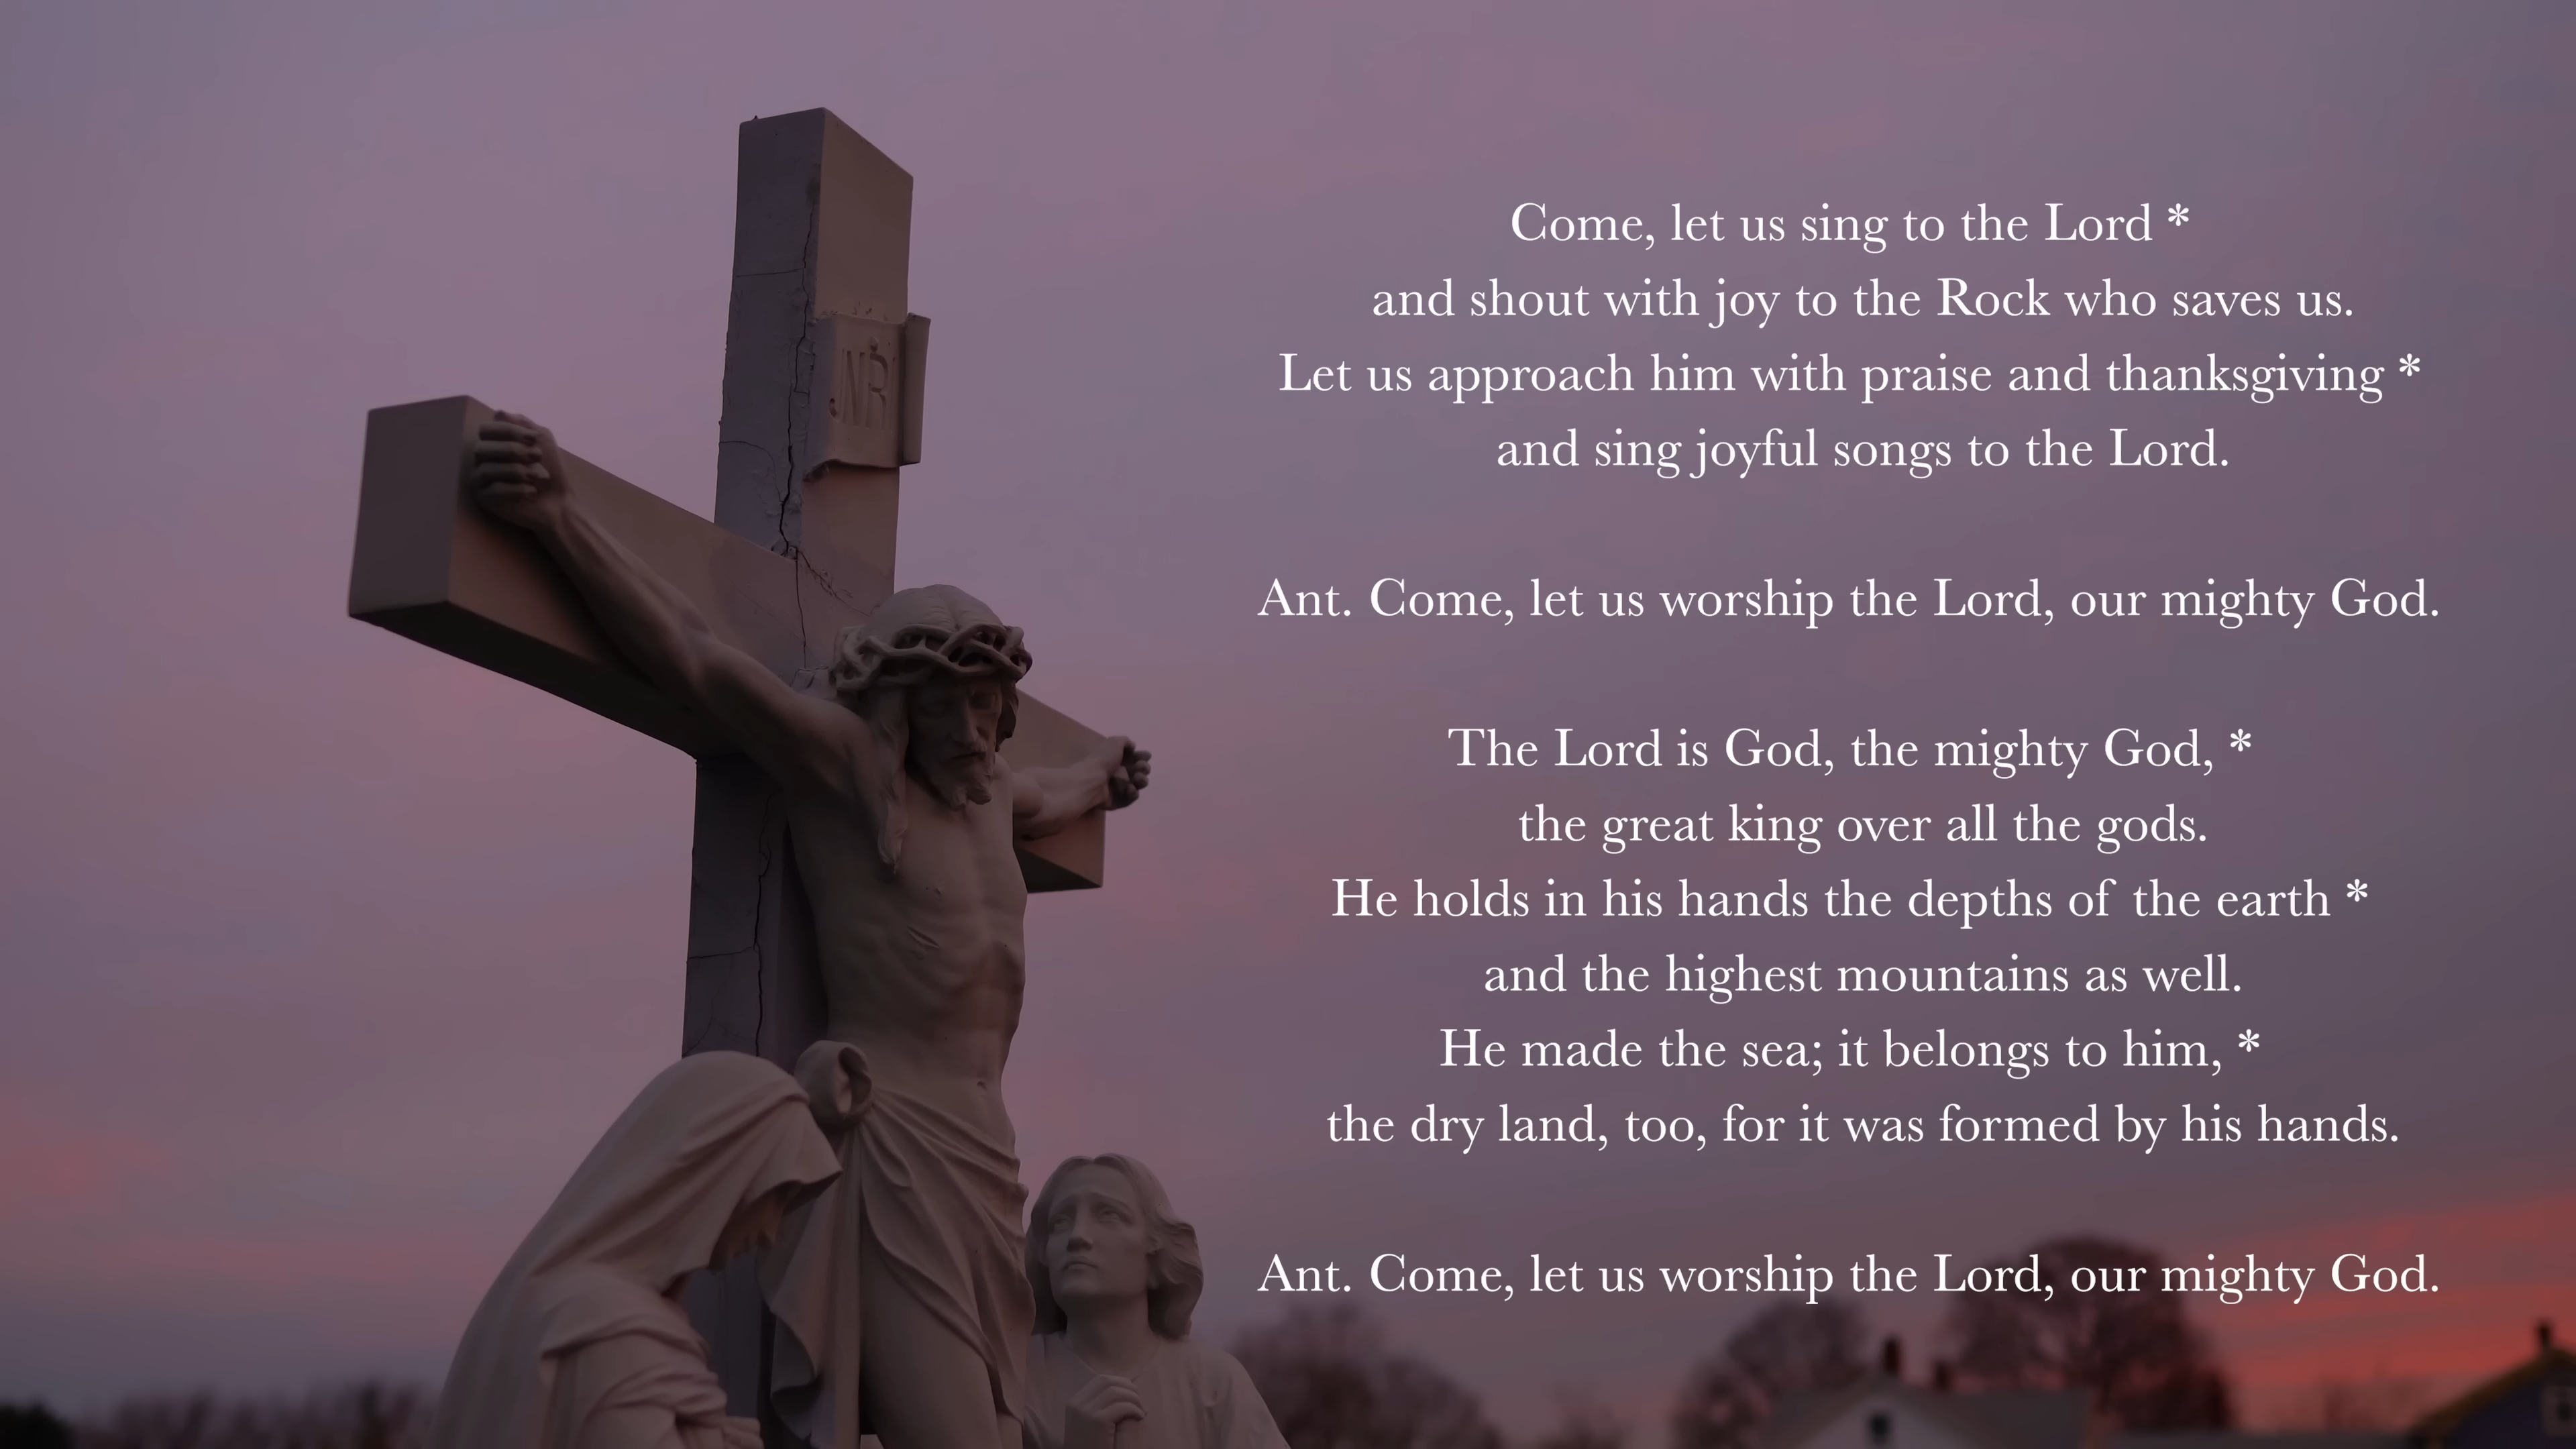 JNRJ
Come, let us sing to the Lord *
and shout with joy to the Rock who saves us.
Let us approach him with praise and thanksgiving *
and sing joyful songs to the Lord.
Ant. Come, let us worship the Lord, our mighty God.
The Lord is God, the mighty God, *
the great king over all the gods.
He holds in his hands the depths of the earth *
and the highest mountains as well.
He made the sea; it belongs to him, *
the dry land, too, for it was formed by his hands.
Ant. Come, let us worship the Lord, our mighty God.